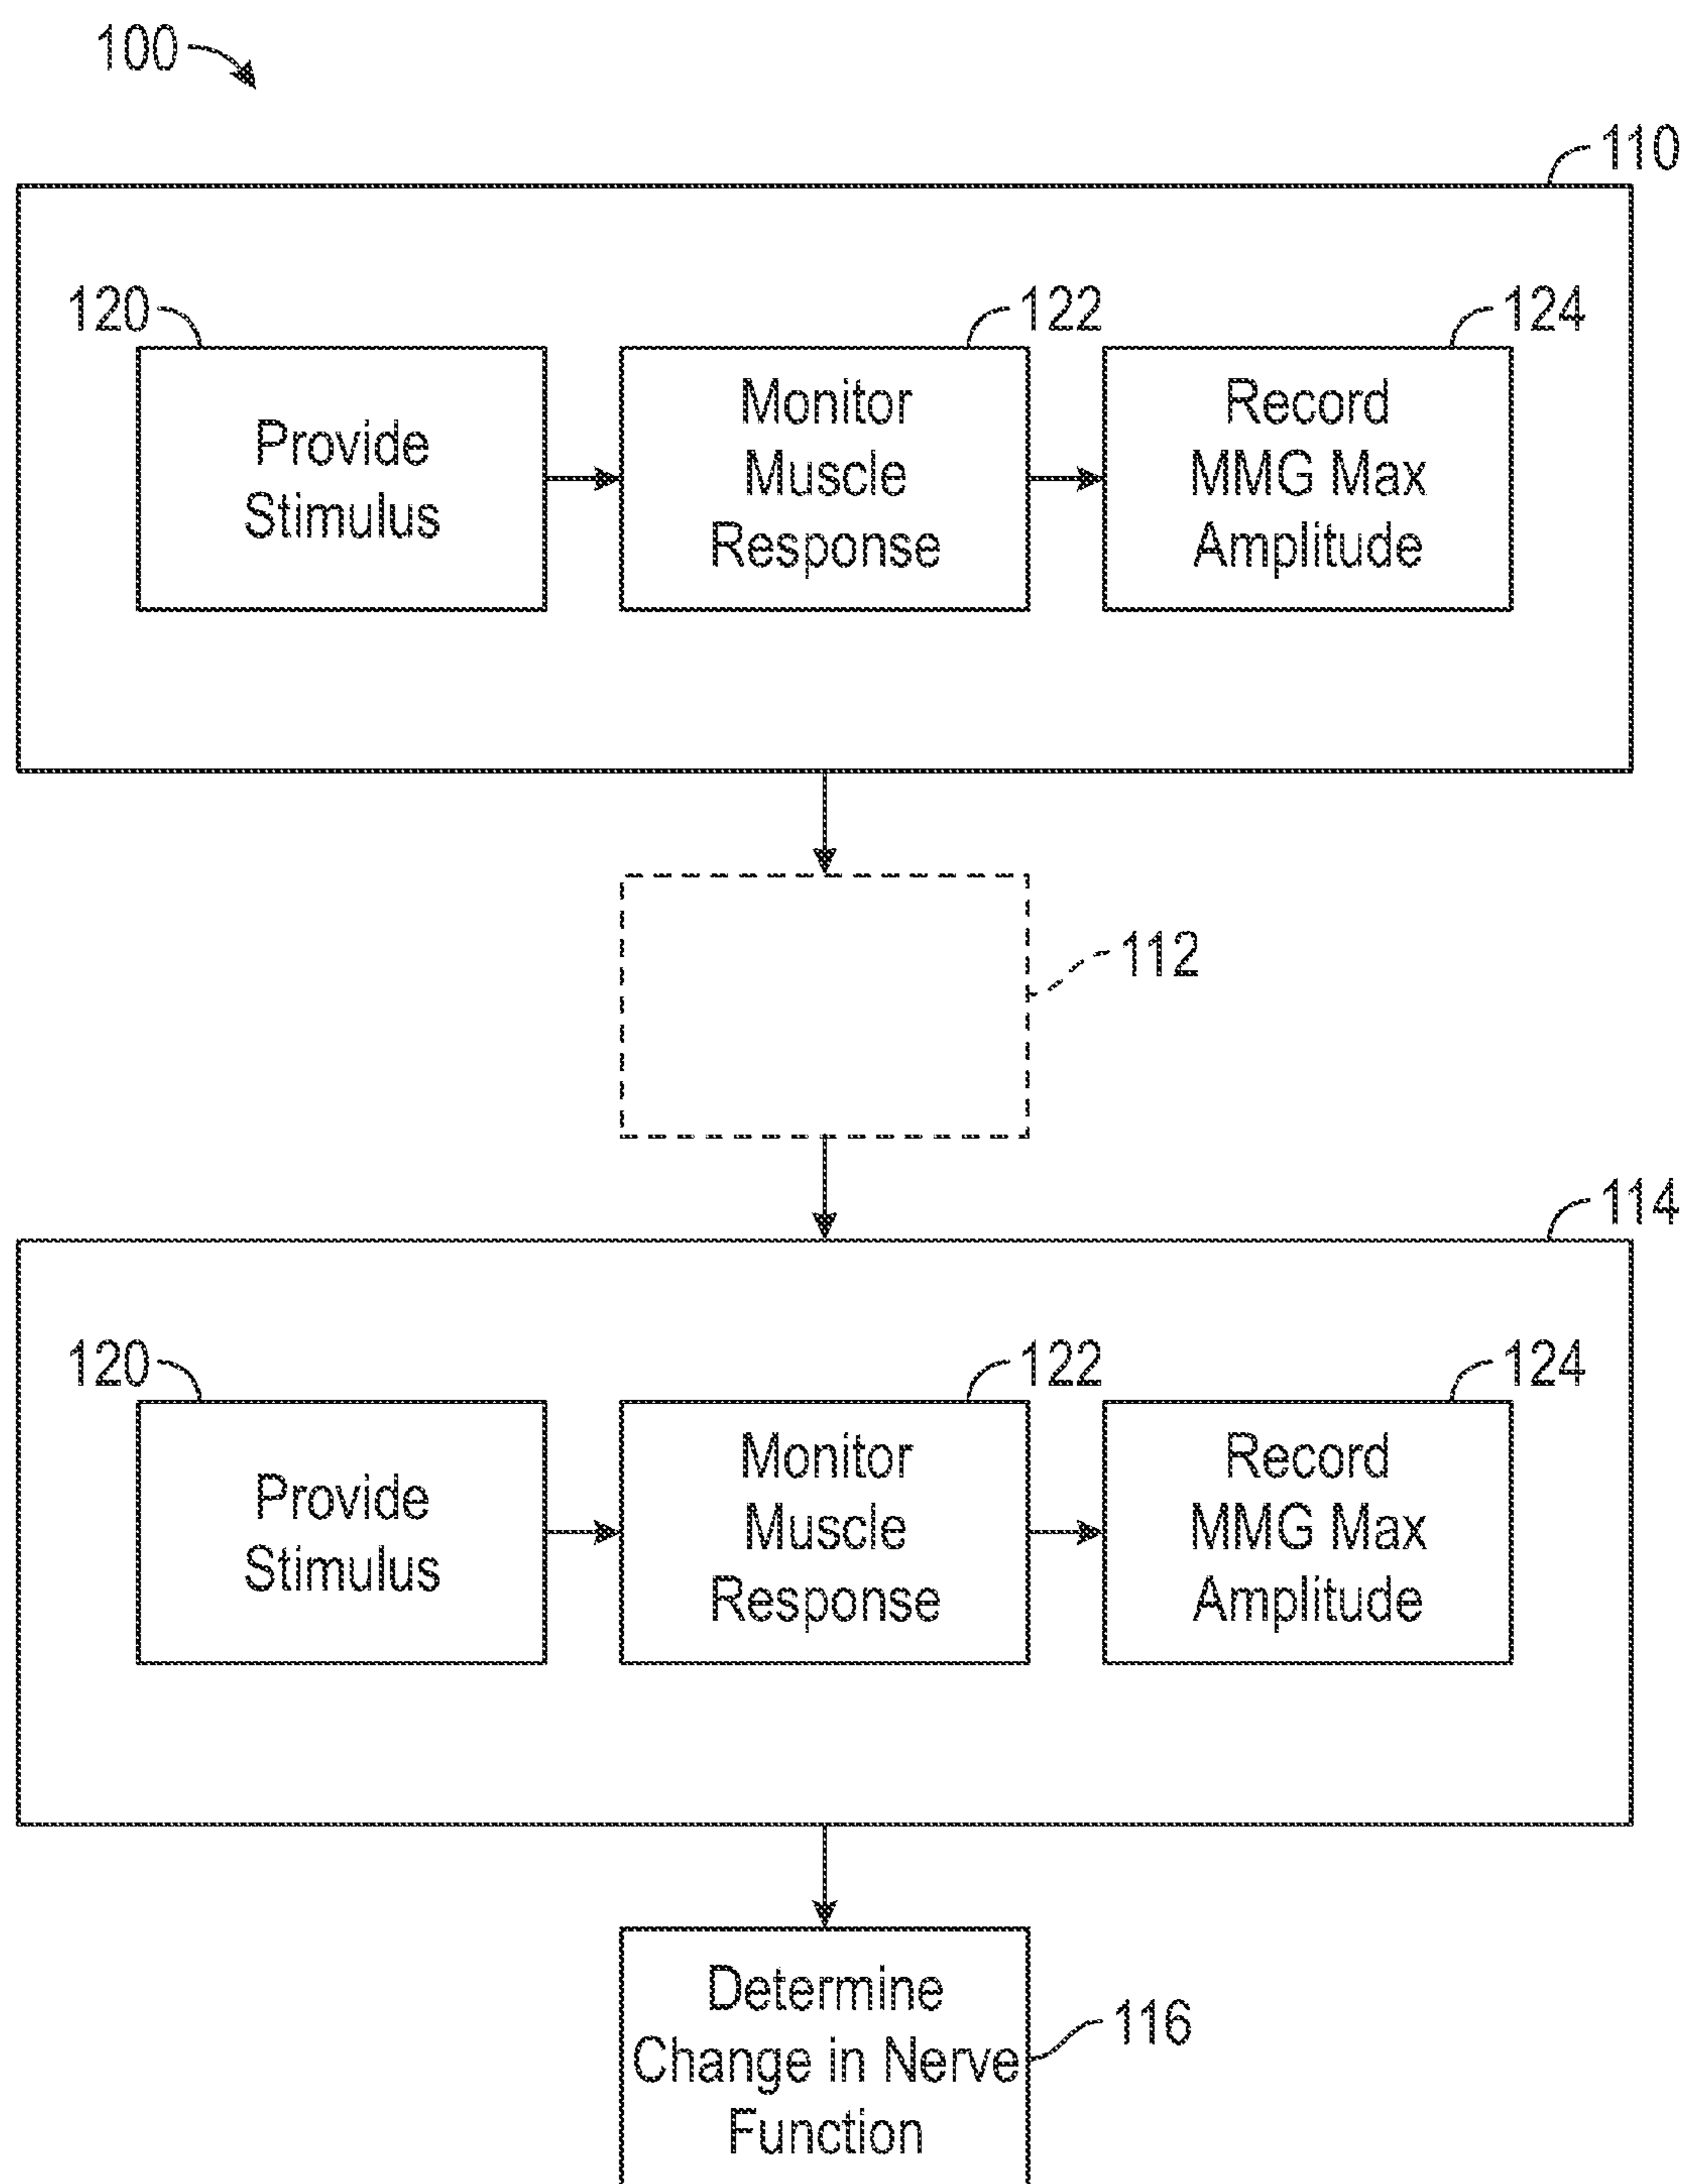 100
110
120
122
124
Provide
Stimulus
Monitor
Muscle
Response
Record
MMG Max
Amplitude
112
114
120
122
124
Provide
Stimulus
Monitor
Muscle
Response
Record
MMG Max
Amplitude
Determine
Change in Nerve
Function
116